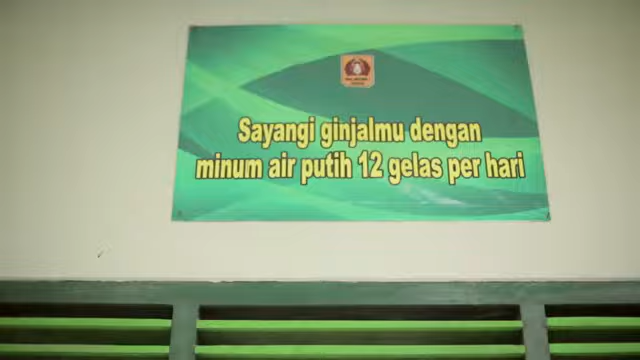 Sayangi ginjalmu dengan
minum air putih 12 gelas per hari